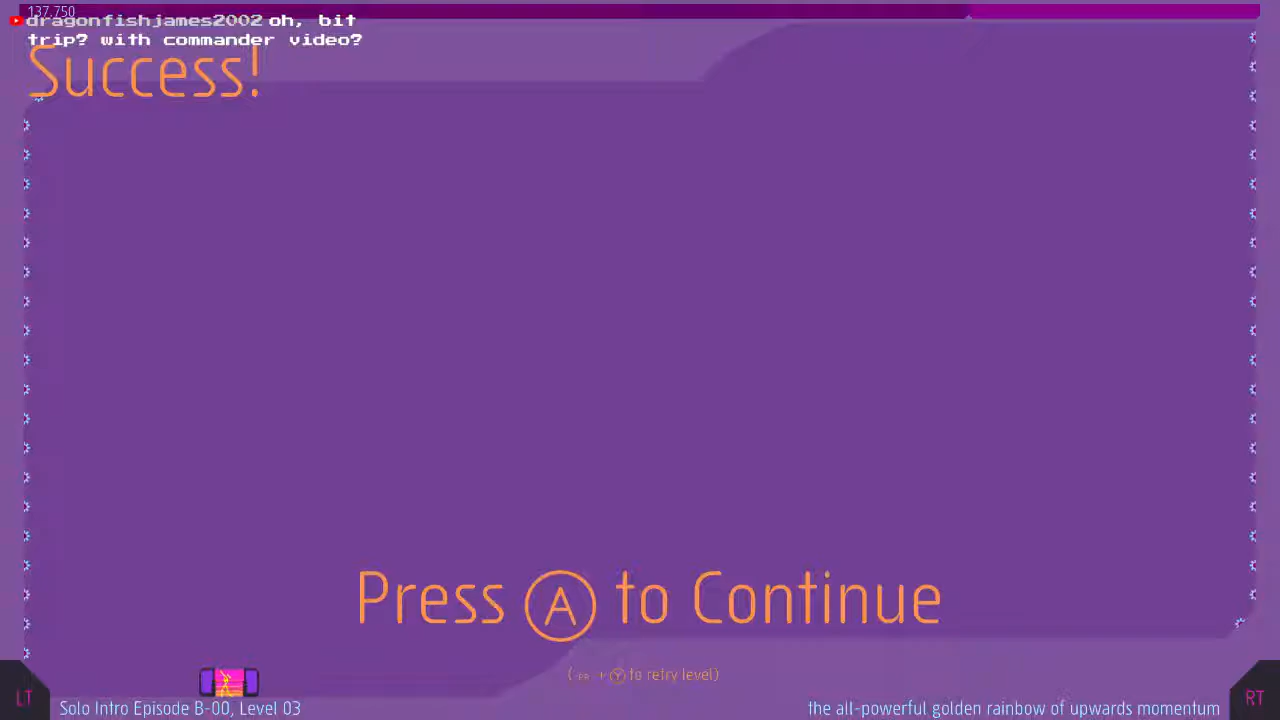 137.750
dragonfishjames2002 oh, bit
trip? with commander video?
Success!
Press A to Continue
Y to retry level)
LT
RT
Solo Intro Episode B-00, Level 03
the all-powerful golden rainbow of upwards momentum